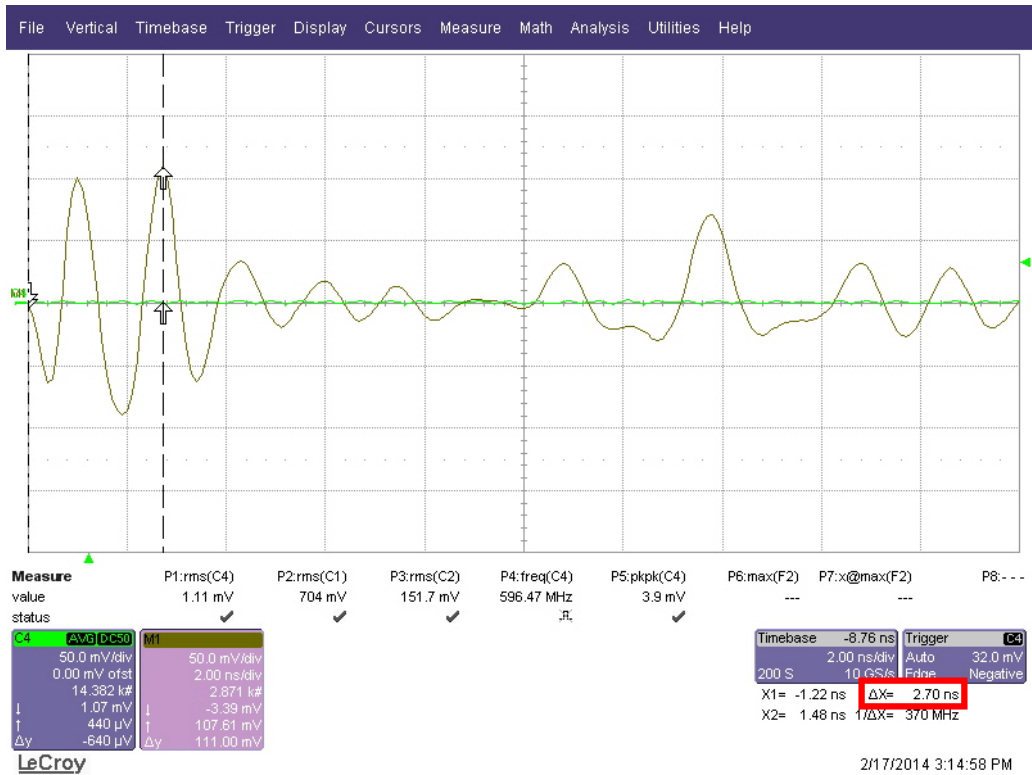 File Vertical Timebase Trigger Display Cursors Measure Math Analysis Utilities Help
Measure P1:rms(C4) P2:rms(C1) P3:rms(C2) P4:freq(C4) P5:pkpk(C4) P6:max(F2) P7:x@max(F2) P8:- - -
value 1.11 mV 704 mV 151.7 mV 596.47 MHz 3.9 mV --- ---
status
C4 AVG DC50
50.0 mV/div
0.00 mV ofst
14.382 k#
↓ 1.07 mV
↑ 440 µV
Δy -640 µV
M1
50.0 mV/div
2.00 ns/div
2.871 k#
↓ -3.39 mV
↑ 107.61 mV
Δy 111.00 mV
Timebase -8.76 ns
2.00 ns/div
200 S 10 GS/s
Trigger C4
Auto 32.0 mV
Edge Negative
X1= -1.22 ns ΔX= 2.70 ns
X2= 1.48 ns 1/ΔX= 370 MHz
LeCroy
2/17/2014 3:14:58 PM